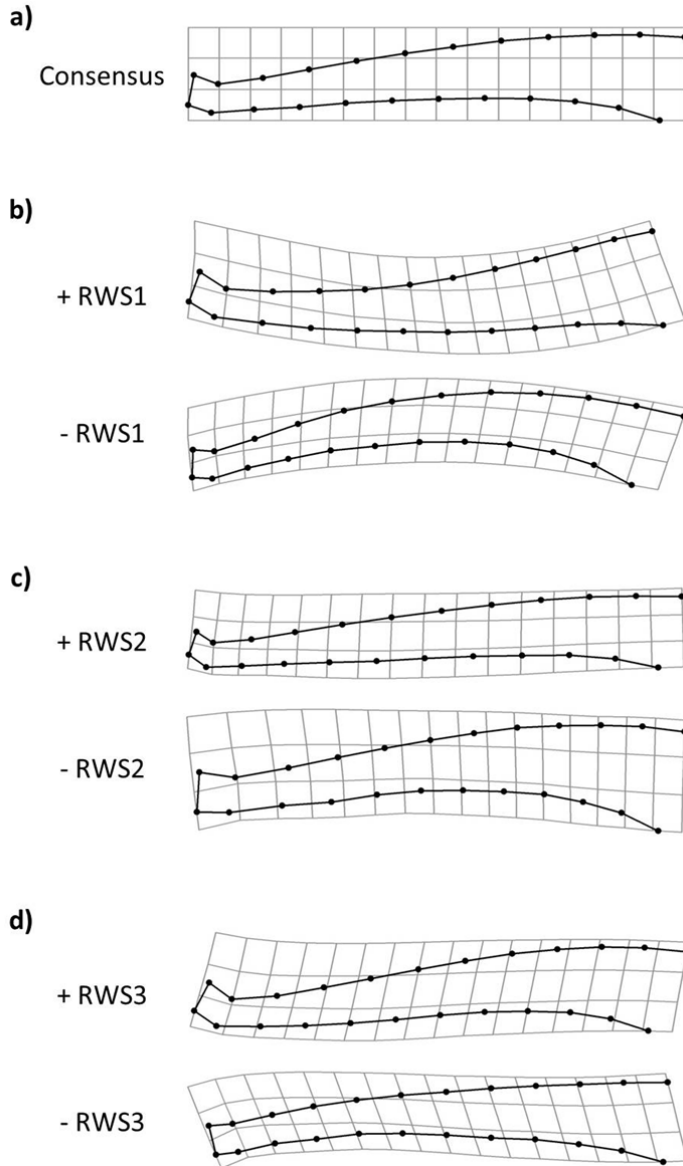 a)
Consensus
b)
+ RWS1
- RWS1
c)
+ RWS2
- RWS2
d)
+ RWS3
- RWS3